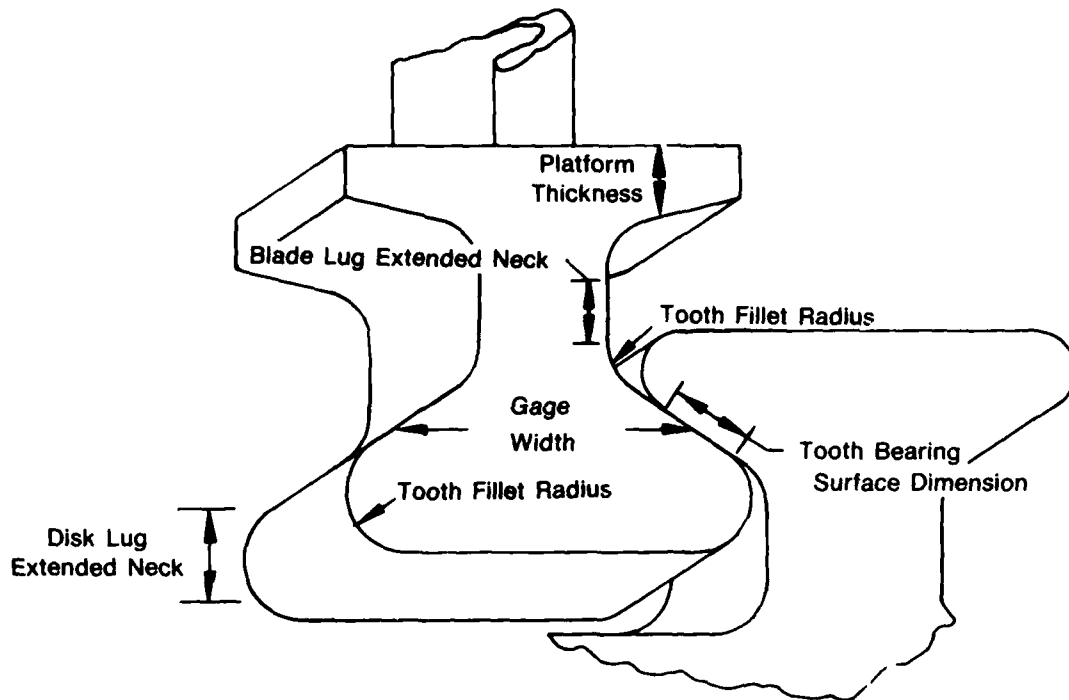 Platform
Thickness
Blade Lug Extended Neck
Tooth Fillet Radius
Gage
Width
Tooth Bearing
Surface Dimension
Tooth Fillet Radius
Disk Lug
Extended Neck